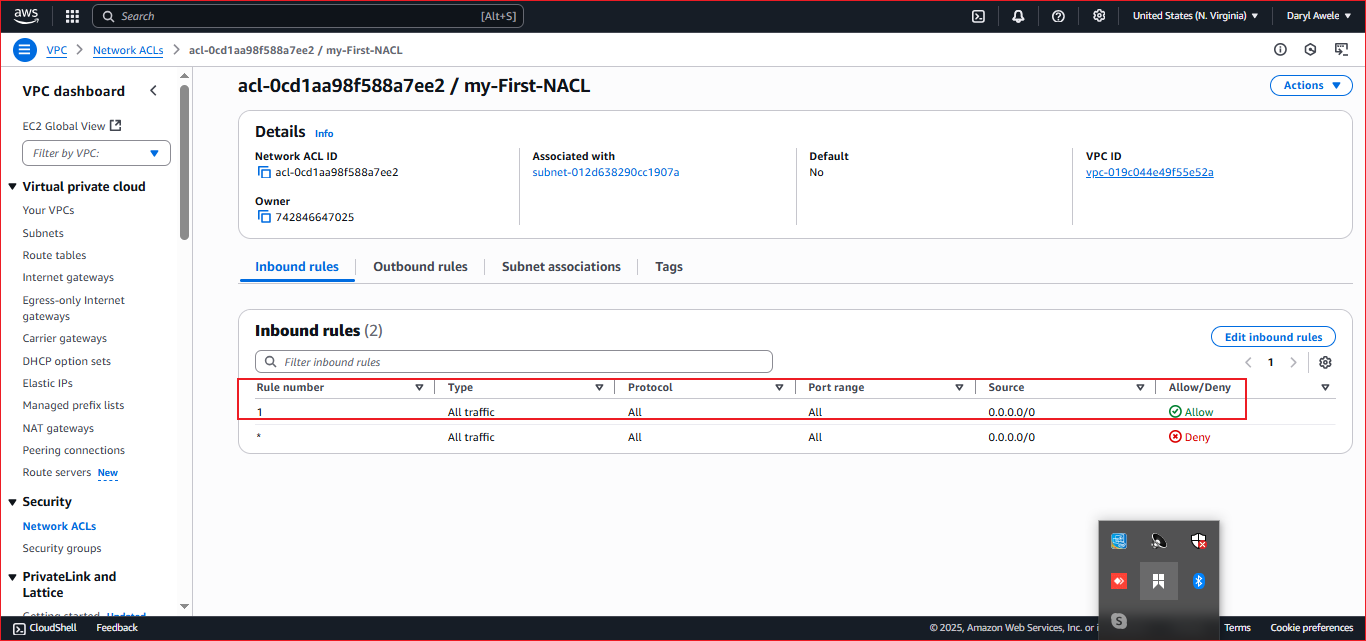 aws
Search [Alt+S]
United States (N. Virginia)
Daryl Awele
VPC > Network ACLs > acl-0cd1aa98f588a7ee2 / my-First-NACL
VPC dashboard
EC2 Global View
Filter by VPC:
Virtual private cloud
Your VPCs
Subnets
Route tables
Internet gateways
Egress-only Internet
gateways
Carrier gateways
DHCP option sets
Elastic IPs
Managed prefix lists
NAT gateways
Peering connections
Route servers New
Security
Network ACLs
Security groups
PrivateLink and
Lattice
Getting started Updated
acl-0cd1aa98f588a7ee2 / my-First-NACL
Actions
Details Info
Network ACL ID
acl-0cd1aa98f588a7ee2
Associated with
subnet-012d638290cc1907a
Default
No
VPC ID
vpc-019c044e49f55e52a
Owner
742846647025
Inbound rules Outbound rules Subnet associations Tags
Inbound rules (2)
Edit inbound rules
Filter inbound rules
1
Rule number Type Protocol Port range Source Allow/Deny
1 All traffic All All 0.0.0.0/0 Allow
* All traffic All All 0.0.0.0/0 Deny
CloudShell Feedback
© 2025, Amazon Web Services, Inc. or
Terms Cookie preferences